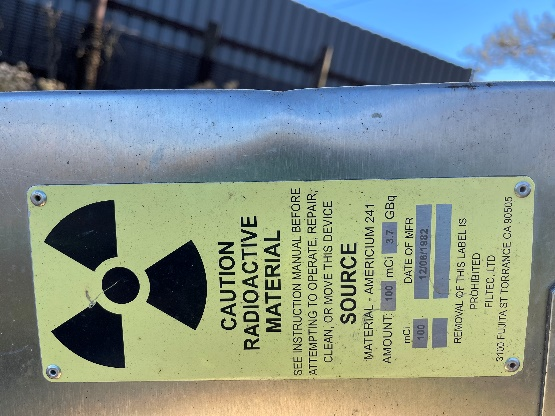 CAUTION
RADIOACTIVE
MATERIAL
SEE INSTRUCTION MANUAL BEFORE
ATTEMPTING TO OPERATE, REPAIR,
CLEAN, OR MOVE THIS DEVICE
SOURCE
MATERIAL - AMERICIUM 241
AMOUNT: 100 mCi 3.7 GBq
mCi DATE OF MFR
100 12/08/1982
REMOVAL OF THIS LABEL IS
PROHIBITED
FILTEC, LTD
3100 FUJITA ST TORRANCE CA 90505